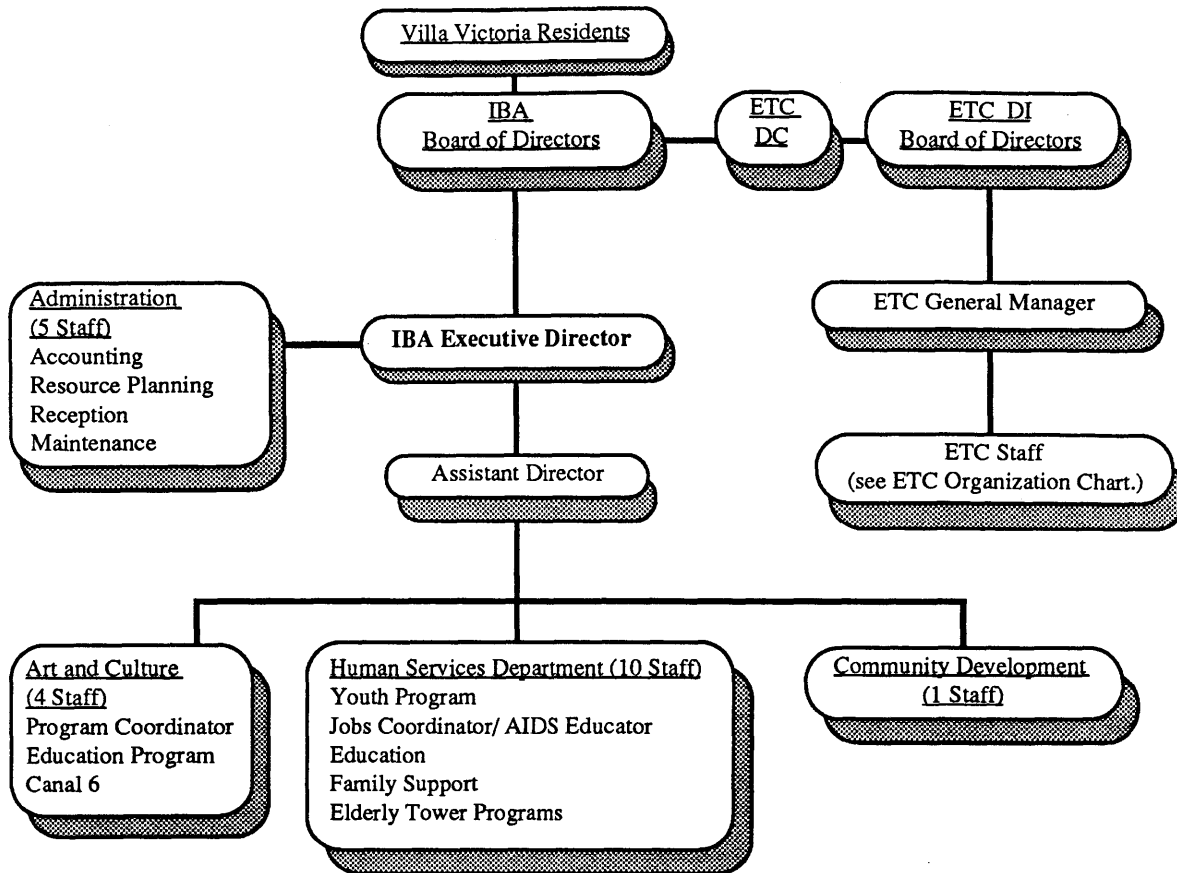 Villa Victoria Residents
IBA
Board of Directors
ETC
DC
ETC DI
Board of Directors
Administration
(5 Staff)
Accounting
Resource Planning
Reception
Maintenance
IBA Executive Director
ETC General Manager
Assistant Director
ETC Staff
(see ETC Organization Chart.)
Art and Culture
(4 Staff)
Program Coordinator
Education Program
Canal 6
Human Services Department (10 Staff)
Youth Program
Jobs Coordinator/ AIDS Educator
Education
Family Support
Elderly Tower Programs
Community Development
(1 Staff)